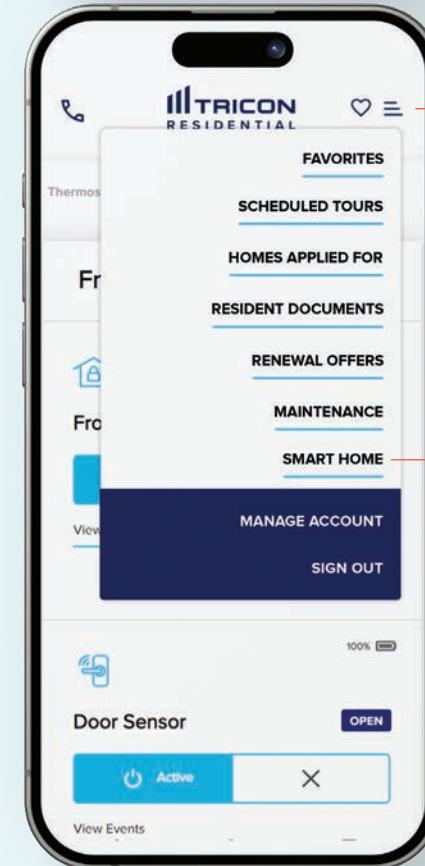 TRICON
RESIDENTIAL
FAVORITES
Thermos
SCHEDULED TOURS
HOMES APPLIED FOR
Fr
RESIDENT DOCUMENTS
RENEWAL OFFERS
MAINTENANCE
Fro
SMART HOME
View
MANAGE ACCOUNT
SIGN OUT
100%
Door Sensor
OPEN
Active
View Events